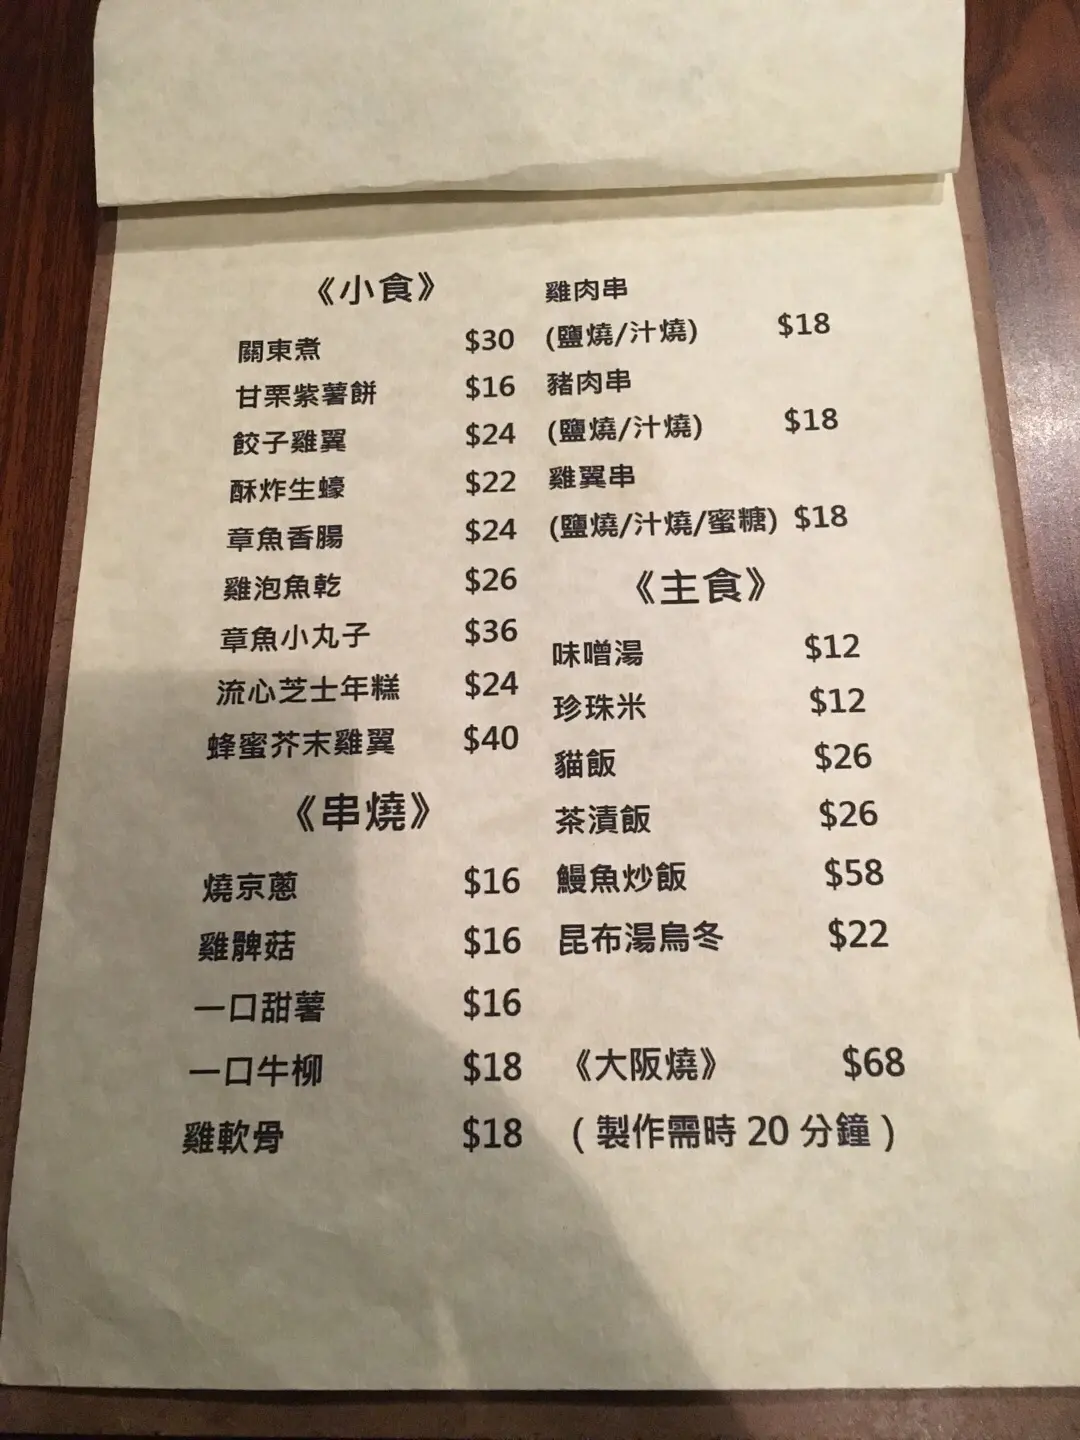 《小食》
關東煮 $30
甘栗紫薯餅 $16
餃子雞翼 $24
酥炸生蠔 $22
章魚香腸 $24
雞泡魚乾 $26
章魚小丸子 $36
流心芝士年糕 $24
蜂蜜芥末雞翼 $40
《串燒》
燒京蔥 $16
雞髀菇 $16
一口甜薯 $16
一口牛柳 $18
雞軟骨 $18
雞肉串
(鹽燒/汁燒) $18
豬肉串
(鹽燒/汁燒) $18
雞翼串
(鹽燒/汁燒/蜜糖) $18
《主食》
味噌湯 $12
珍珠米 $12
貓飯 $26
茶漬飯 $26
鰻魚炒飯 $58
昆布湯烏冬 $22
《大阪燒》 $68
(製作需時 20 分鐘)